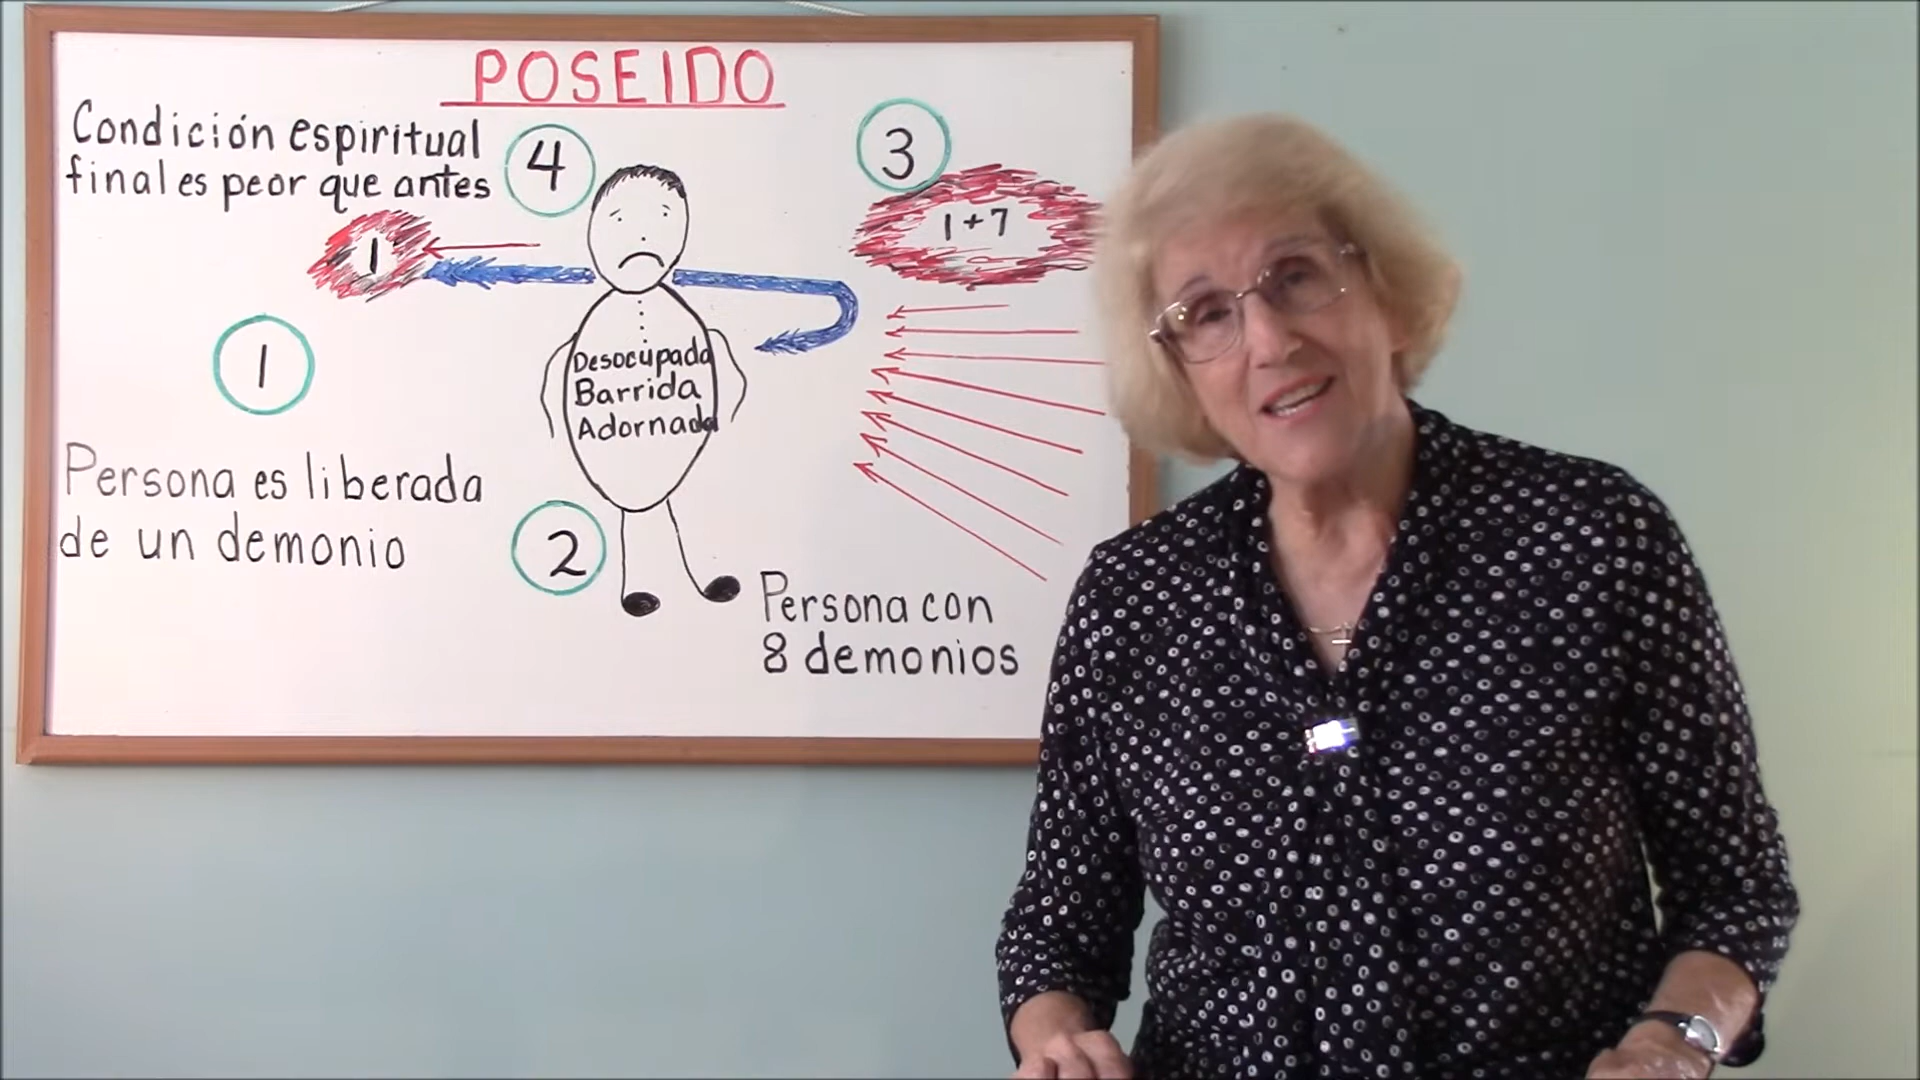 POSEIDO
Condición espiritual
final es peor que antes
4
3
1
1+7
1
Desocupada
Barrida
Adornada
Persona es liberada
de un demonio
2
Persona con
8 demonios